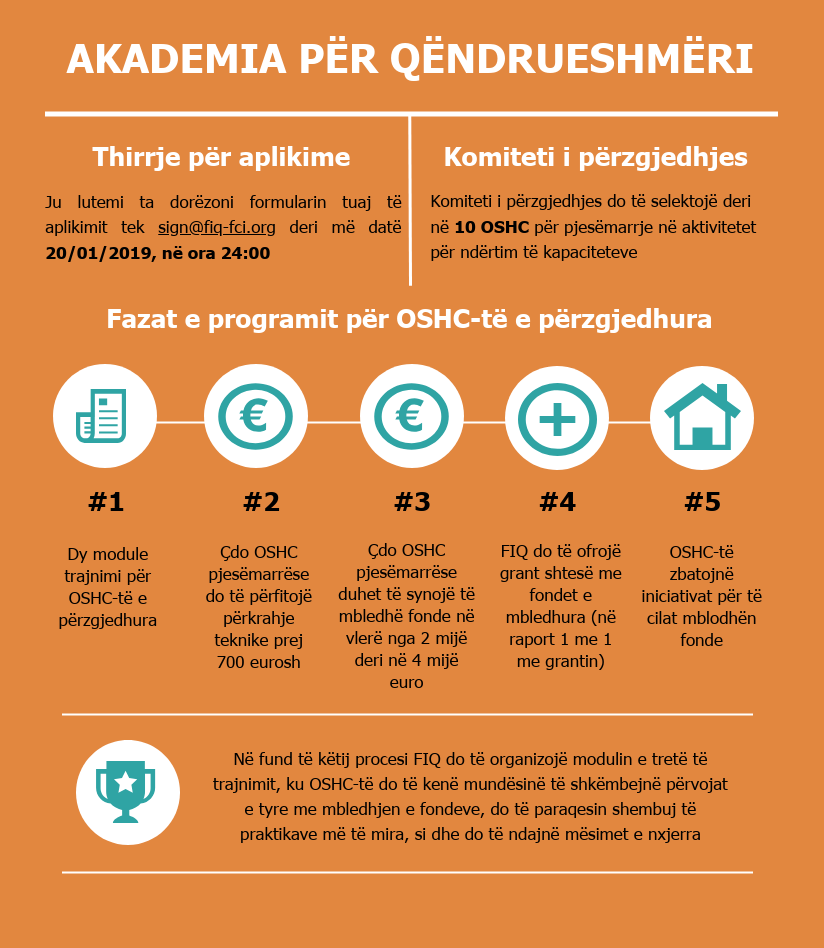 AKADEMIA PËR QËNDRUESHMËRI
Thirrje për aplikime
Ju lutemi ta dorëzoni formularin tuaj të
aplikimit tek sign@fiq-fci.org deri më datë
20/01/2019, në ora 24:00
Komiteti i përzgjedhjes
Komiteti i përzgjedhjes do të selektojë deri
në 10 OSHC për pjesëmarrje në aktivitetet
për ndërtim të kapaciteteve
Fazat e programit për OSHC-të e përzgjedhura
#1
Dy module
trajnimi për
OSHC-të e
përzgjedhura
#2
Çdo OSHC
pjesëmarrëse
do të përfitojë
përkrahje
teknike prej
700 eurosh
#3
Çdo OSHC
pjesëmarrëse
duhet të synojë të
mbledhë fonde në
vlerë nga 2 mijë
deri në 4 mijë
euro
#4
FIQ do të ofrojë
grant shtesë me
fondet e
mbledhura (në
raport 1 me 1
me grantin)
#5
OSHC-të
zbatojnë
iniciativat për të
cilat mblodhën
fonde
Në fund të këtij procesi FIQ do të organizojë modulin e tretë të
trajnimit, ku OSHC-të do të kenë mundësinë të shkëmbejnë përvojat
e tyre me mbledhjen e fondeve, do të paraqesin shembuj të
praktikave më të mira, si dhe do të ndajnë mësimet e nxjerra